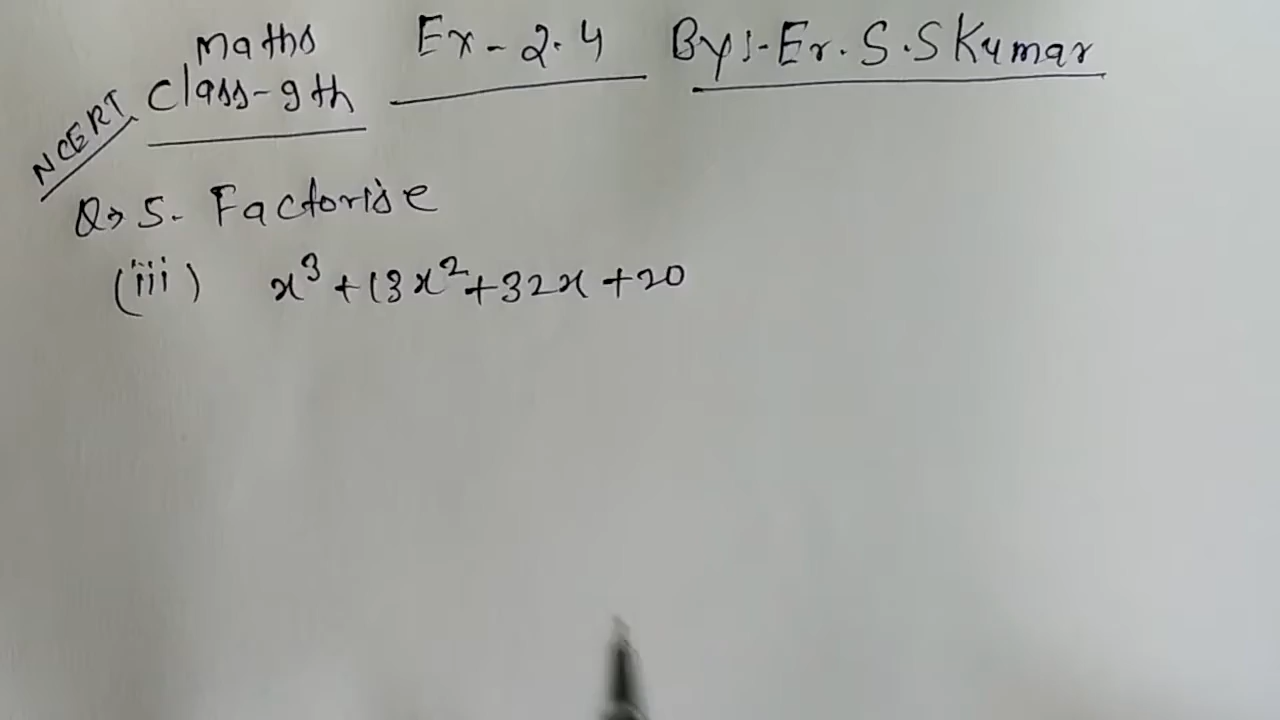 Maths Ex-2.4 By:-Er. S.S Kumar
NCERT Class-9th
Q→ 5. Factorise
(iii) x³+13x²+32x+20